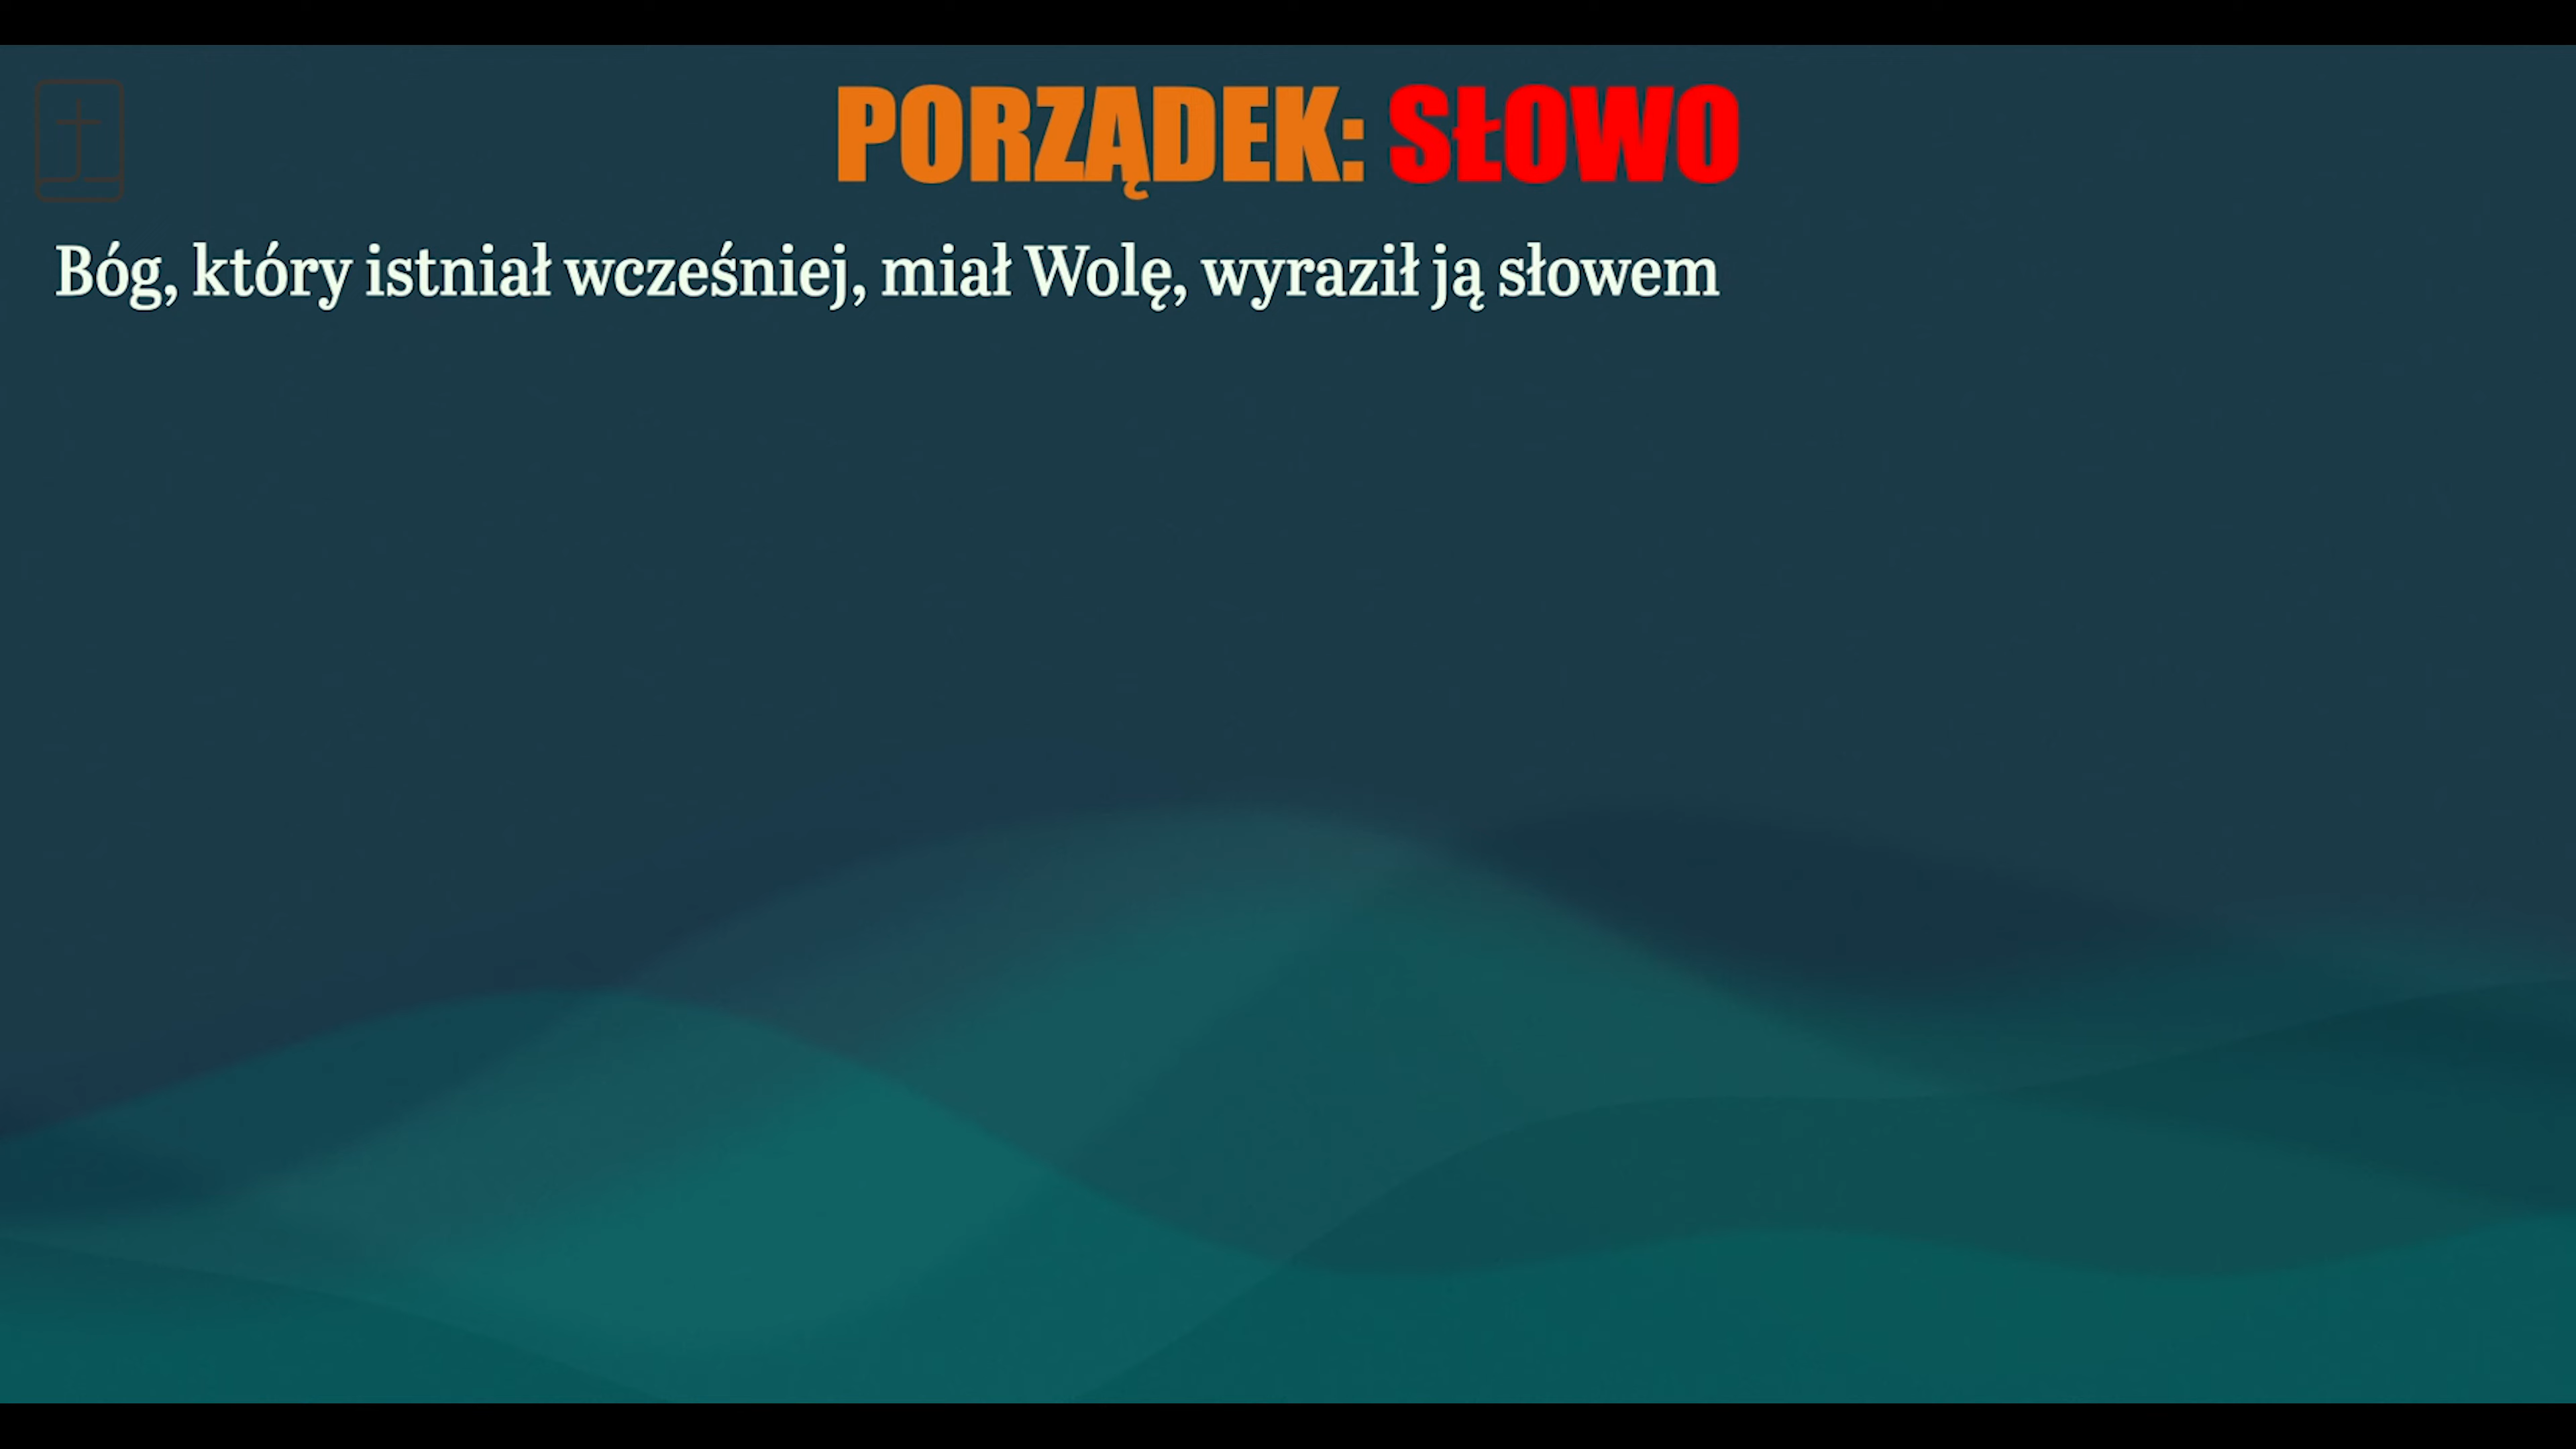 PORZĄDEK: SŁOWO
Bóg, który istniał wcześniej, miał Wolę, wyraził ją słowem